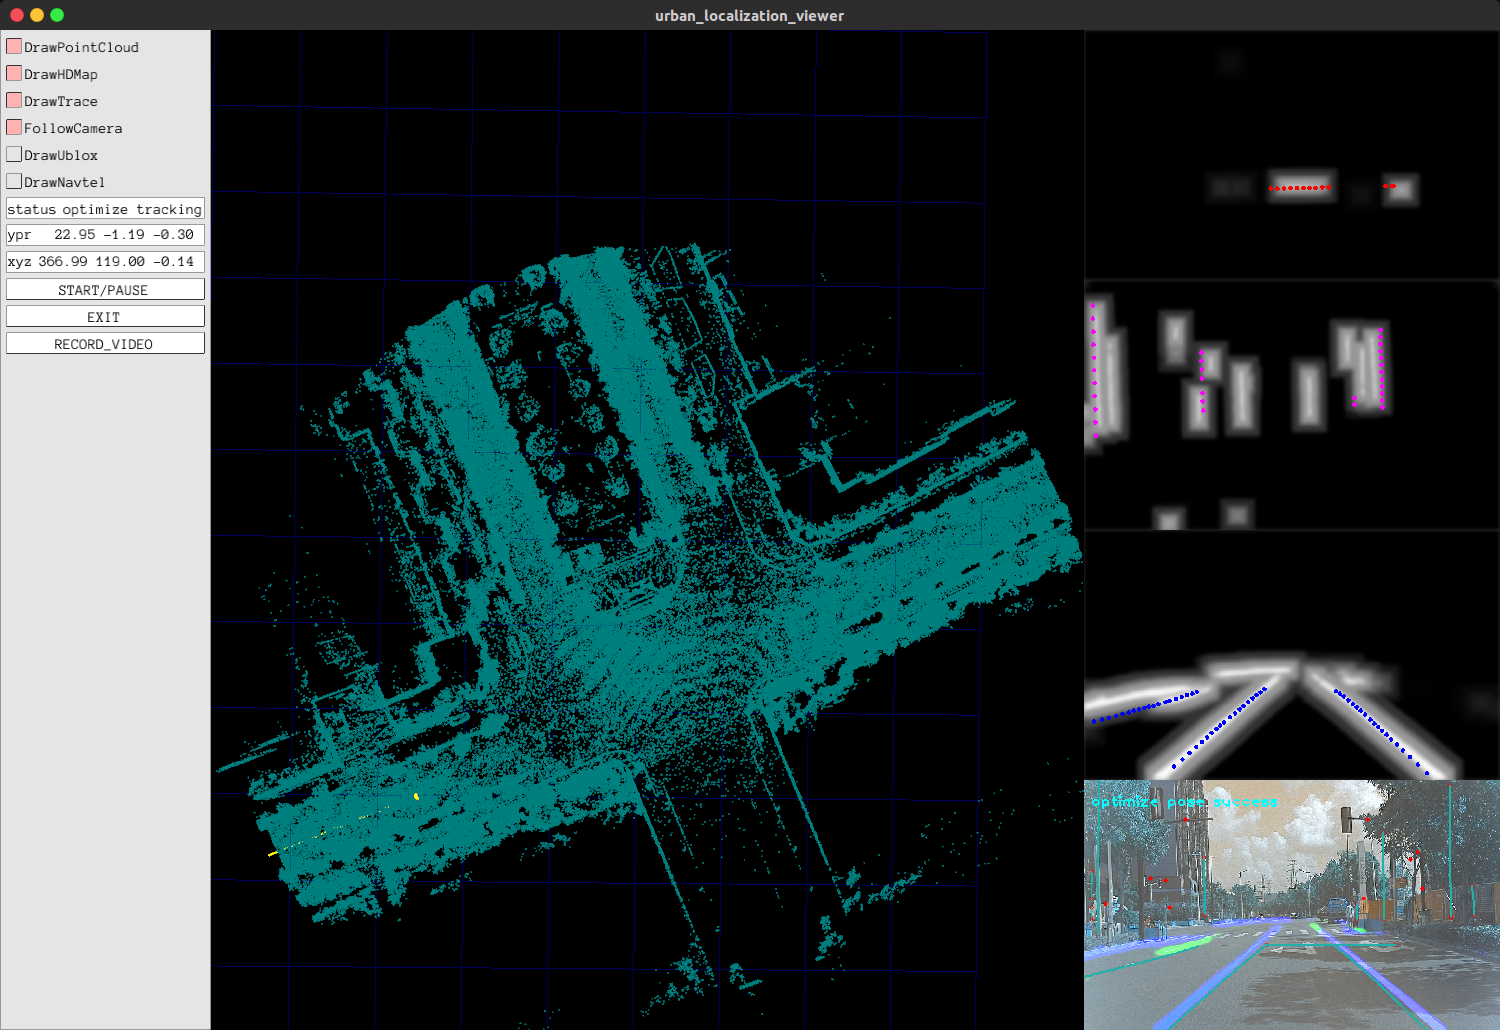 urban_localization_viewer
DrawPointCloud
DrawHDMap
DrawTrace
FollowCamera
DrawUblox
DrawNavtel
status optimize tracking
ypr 22.95 -1.19 -0.30
xyz 366.99 119.00 -0.14
START/PAUSE
EXIT
RECORD_VIDEO
optimize pose success